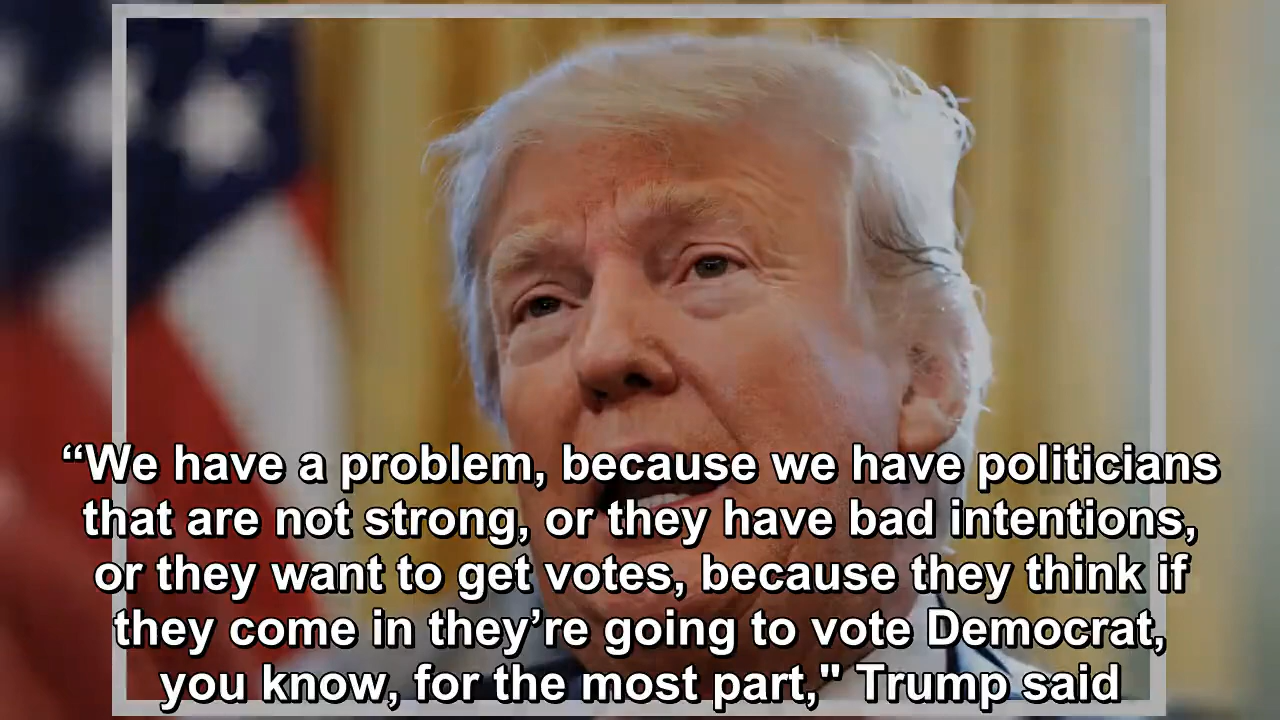 “We have a problem, because we have politicians
that are not strong, or they have bad intentions,
or they want to get votes, because they think if
they come in they’re going to vote Democrat,
you know, for the most part," Trump said